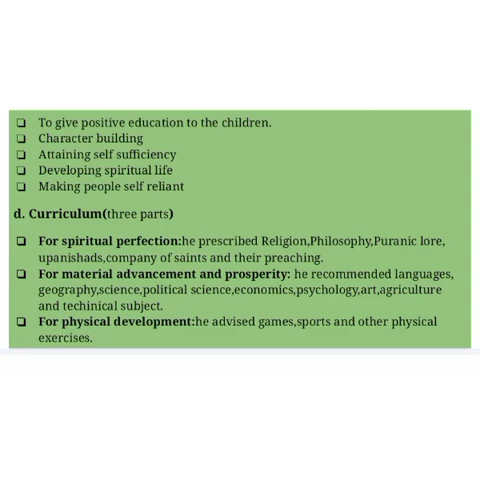 ❏ To give positive education to the children.
❏ Character building
❏ Attaining self sufficiency
❏ Developing spiritual life
❏ Making people self reliant
d. Curriculum(three parts)
❏ For spiritual perfection:he prescribed Religion,Philosophy,Puranic lore,
upanishads,company of saints and their preaching.
❏ For material advancement and prosperity: he recommended languages,
geography,science,political science,economics,psychology,art,agriculture
and techinical subject.
❏ For physical development:he advised games,sports and other physical
exercises.